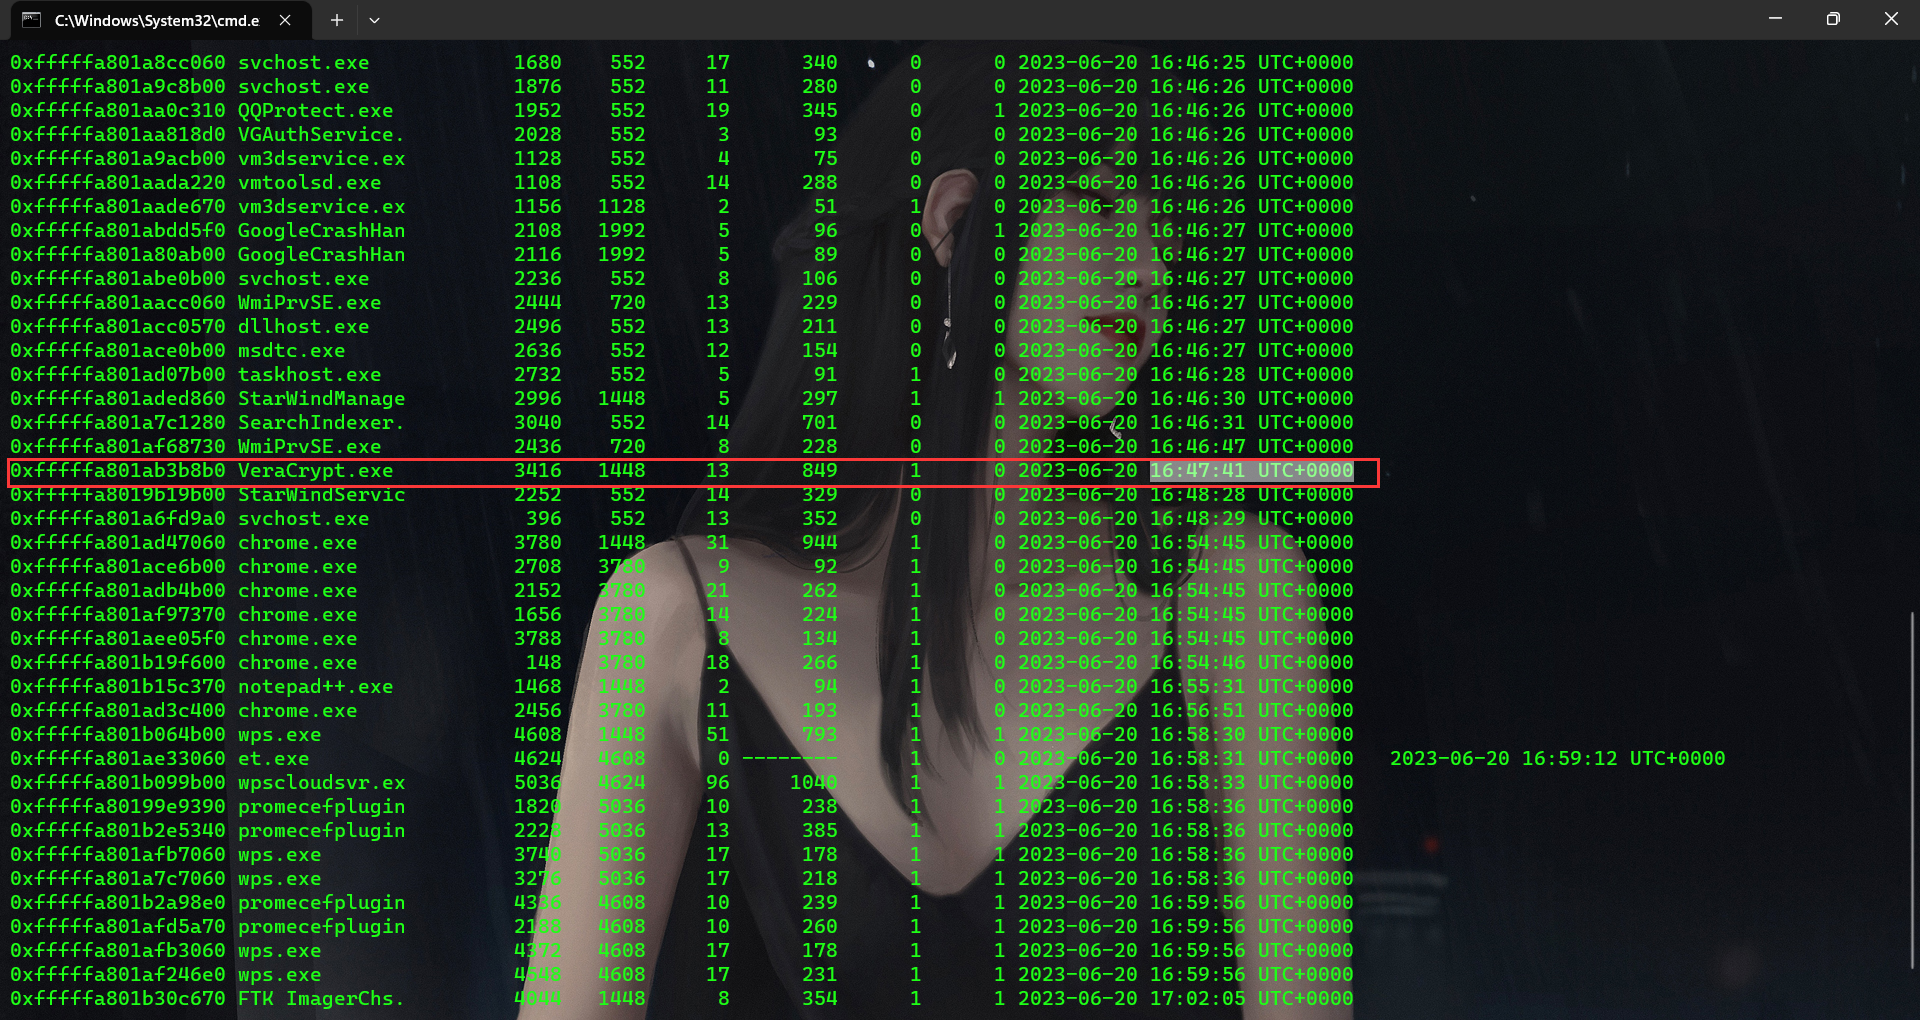 C:\Windows\System32\cmd.e
0xfffffa801a8cc060 svchost.exe 1680 552 17 340 0 0 2023-06-20 16:46:25 UTC+0000
0xfffffa801a9c8b00 svchost.exe 1876 552 11 280 0 0 2023-06-20 16:46:26 UTC+0000
0xfffffa801aa0c310 QQProtect.exe 1952 552 19 345 0 1 2023-06-20 16:46:26 UTC+0000
0xfffffa801aa818d0 VGAuthService. 2028 552 3 93 0 0 2023-06-20 16:46:26 UTC+0000
0xfffffa801a9acb00 vm3dservice.ex 1128 552 4 75 0 0 2023-06-20 16:46:26 UTC+0000
0xfffffa801aada220 vmtoolsd.exe 1108 552 14 288 0 0 2023-06-20 16:46:26 UTC+0000
0xfffffa801aade670 vm3dservice.ex 1156 1128 2 51 1 0 2023-06-20 16:46:26 UTC+0000
0xfffffa801abdd5f0 GoogleCrashHan 2108 1992 5 96 0 1 2023-06-20 16:46:27 UTC+0000
0xfffffa801a80ab00 GoogleCrashHan 2116 1992 5 89 0 0 2023-06-20 16:46:27 UTC+0000
0xfffffa801abe0b00 svchost.exe 2236 552 8 106 0 0 2023-06-20 16:46:27 UTC+0000
0xfffffa801aacc060 WmiPrvSE.exe 2444 720 13 229 0 0 2023-06-20 16:46:27 UTC+0000
0xfffffa801acc0570 dllhost.exe 2496 552 13 211 0 0 2023-06-20 16:46:27 UTC+0000
0xfffffa801ace0b00 msdtc.exe 2636 552 12 154 0 0 2023-06-20 16:46:27 UTC+0000
0xfffffa801ad07b00 taskhost.exe 2732 552 5 91 1 0 2023-06-20 16:46:28 UTC+0000
0xfffffa801aded860 StarWindManage 2996 1448 5 297 1 1 2023-06-20 16:46:30 UTC+0000
0xfffffa801a7c1280 SearchIndexer. 3040 552 14 701 0 0 2023-06-20 16:46:31 UTC+0000
0xfffffa801af68730 WmiPrvSE.exe 2436 720 8 228 0 0 2023-06-20 16:46:47 UTC+0000
0xfffffa801ab3b8b0 VeraCrypt.exe 3416 1448 13 849 1 0 2023-06-20 16:47:41 UTC+0000
0xfffffa8019b19b00 StarWindServic 2252 552 14 329 0 0 2023-06-20 16:48:28 UTC+0000
0xfffffa801a6fd9a0 svchost.exe 396 552 13 352 0 0 2023-06-20 16:48:29 UTC+0000
0xfffffa801ad47060 chrome.exe 3780 1448 31 944 1 0 2023-06-20 16:54:45 UTC+0000
0xfffffa801ace6b00 chrome.exe 2708 3780 9 92 1 0 2023-06-20 16:54:45 UTC+0000
0xfffffa801adb4b00 chrome.exe 2152 3780 21 262 1 0 2023-06-20 16:54:45 UTC+0000
0xfffffa801af97370 chrome.exe 1656 3780 14 224 1 0 2023-06-20 16:54:45 UTC+0000
0xfffffa801aee05f0 chrome.exe 3788 3780 8 134 1 0 2023-06-20 16:54:45 UTC+0000
0xfffffa801b19f600 chrome.exe 148 3780 18 266 1 0 2023-06-20 16:54:46 UTC+0000
0xfffffa801b15c370 notepad++.exe 1468 1448 2 94 1 0 2023-06-20 16:55:31 UTC+0000
0xfffffa801ad3c400 chrome.exe 2456 3780 11 193 1 0 2023-06-20 16:56:51 UTC+0000
0xfffffa801b064b00 wps.exe 4608 1448 51 793 1 1 2023-06-20 16:58:30 UTC+0000
0xfffffa801ae33060 et.exe 4624 4608 0 -------- 1 0 2023-06-20 16:58:31 UTC+0000 2023-06-20 16:59:12 UTC+0000
0xfffffa801b099b00 wpscloudsvr.ex 5036 4624 96 1040 1 1 2023-06-20 16:58:33 UTC+0000
0xfffffa80199e9390 promecefplugin 1820 5036 10 238 1 1 2023-06-20 16:58:36 UTC+0000
0xfffffa801b2e5340 promecefplugin 2228 5036 13 385 1 1 2023-06-20 16:58:36 UTC+0000
0xfffffa801afb7060 wps.exe 3740 5036 17 178 1 1 2023-06-20 16:58:36 UTC+0000
0xfffffa801a7c7060 wps.exe 3276 5036 17 218 1 1 2023-06-20 16:58:36 UTC+0000
0xfffffa801b2a98e0 promecefplugin 4336 4608 10 239 1 1 2023-06-20 16:59:56 UTC+0000
0xfffffa801afd5a70 promecefplugin 2188 4608 10 260 1 1 2023-06-20 16:59:56 UTC+0000
0xfffffa801afb3060 wps.exe 4372 4608 17 178 1 1 2023-06-20 16:59:56 UTC+0000
0xfffffa801af246e0 wps.exe 4548 4608 17 231 1 1 2023-06-20 16:59:56 UTC+0000
0xfffffa801b30c670 FTK ImagerChs. 4044 1448 8 354 1 1 2023-06-20 17:02:05 UTC+0000